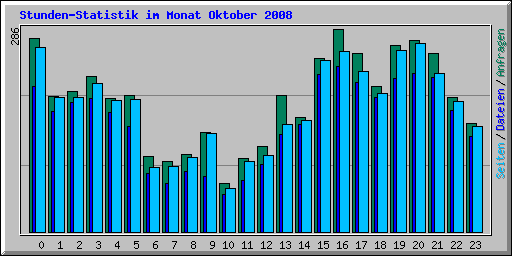 Stunden-Statistik im Monat Oktober 2008
286
Seiten / Dateien / Anfragen
0 1 2 3 4 5 6 7 8 9 10 11 12 13 14 15 16 17 18 19 20 21 22 23